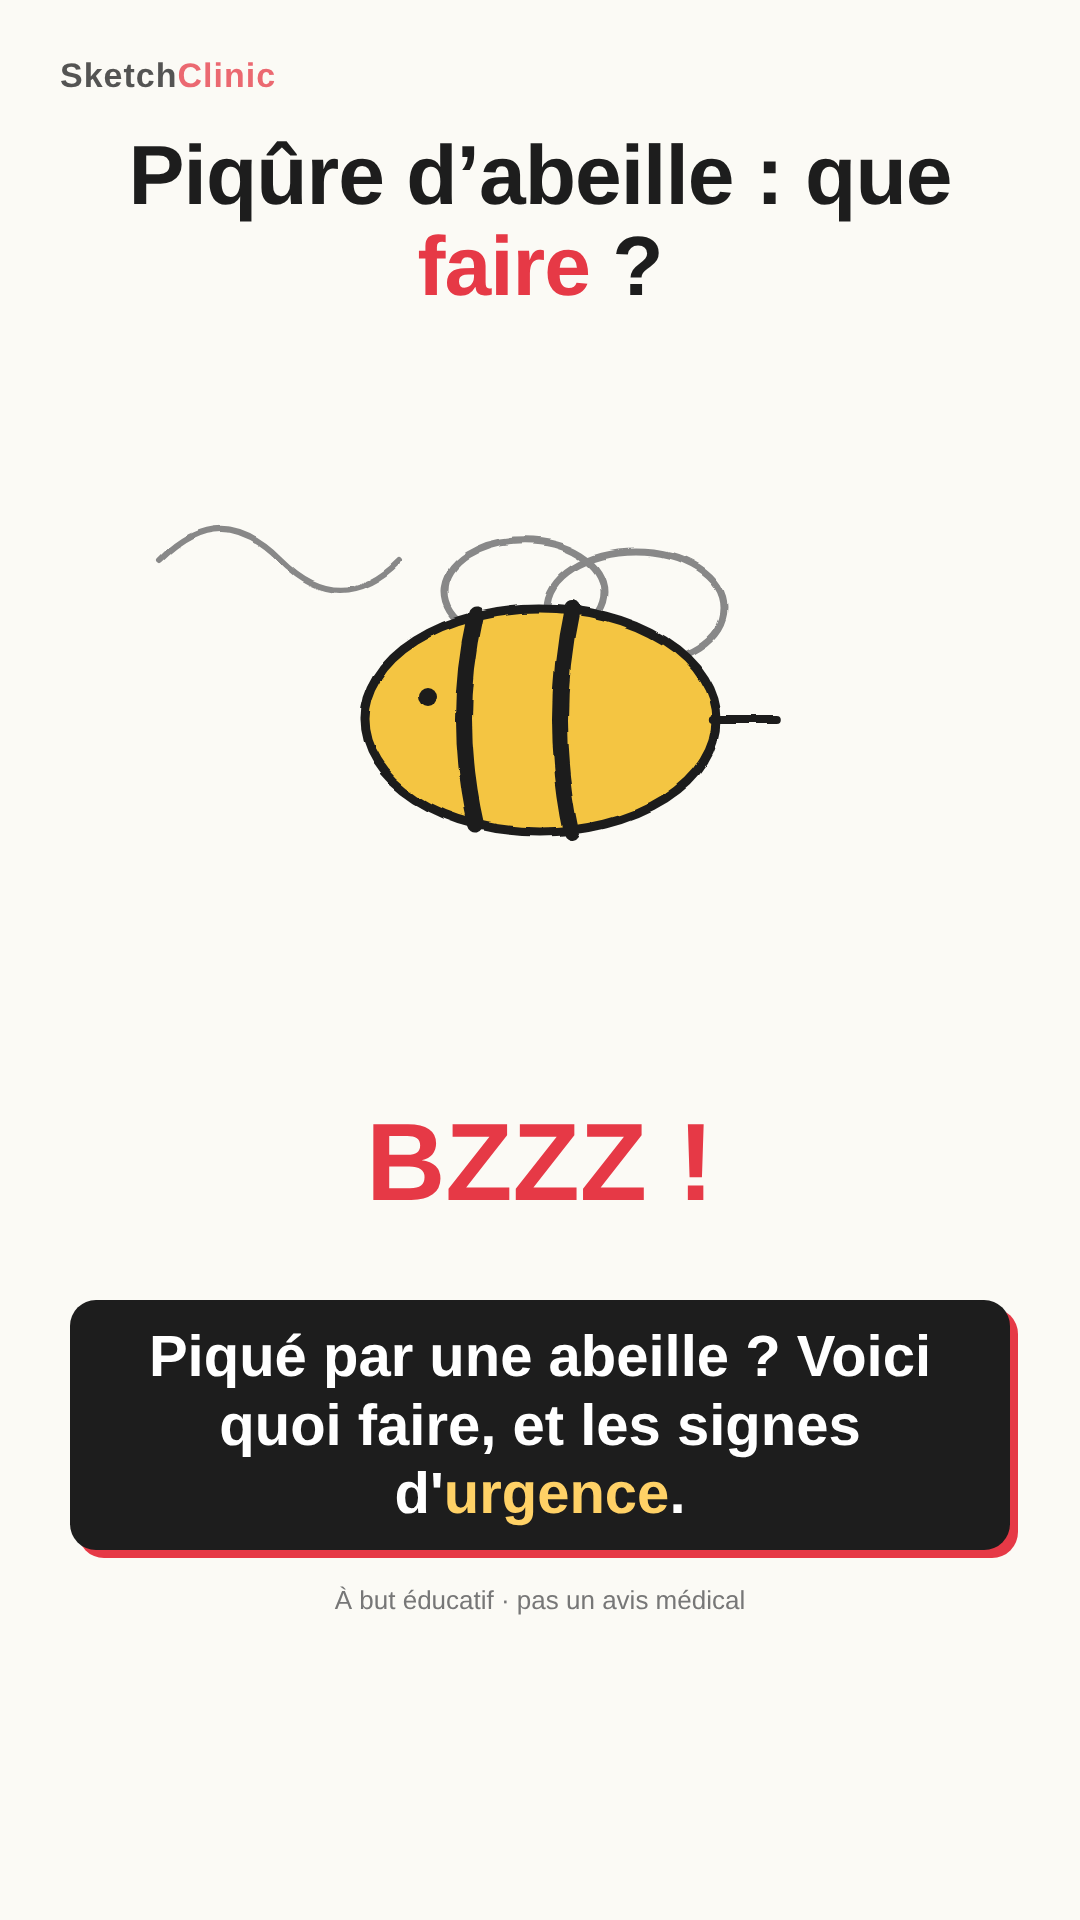 SketchClinic
Piqûre d’abeille : que
faire ?
BZZZ !
Piqué par une abeille ? Voici
quoi faire, et les signes
d'urgence.
À but éducatif · pas un avis médical